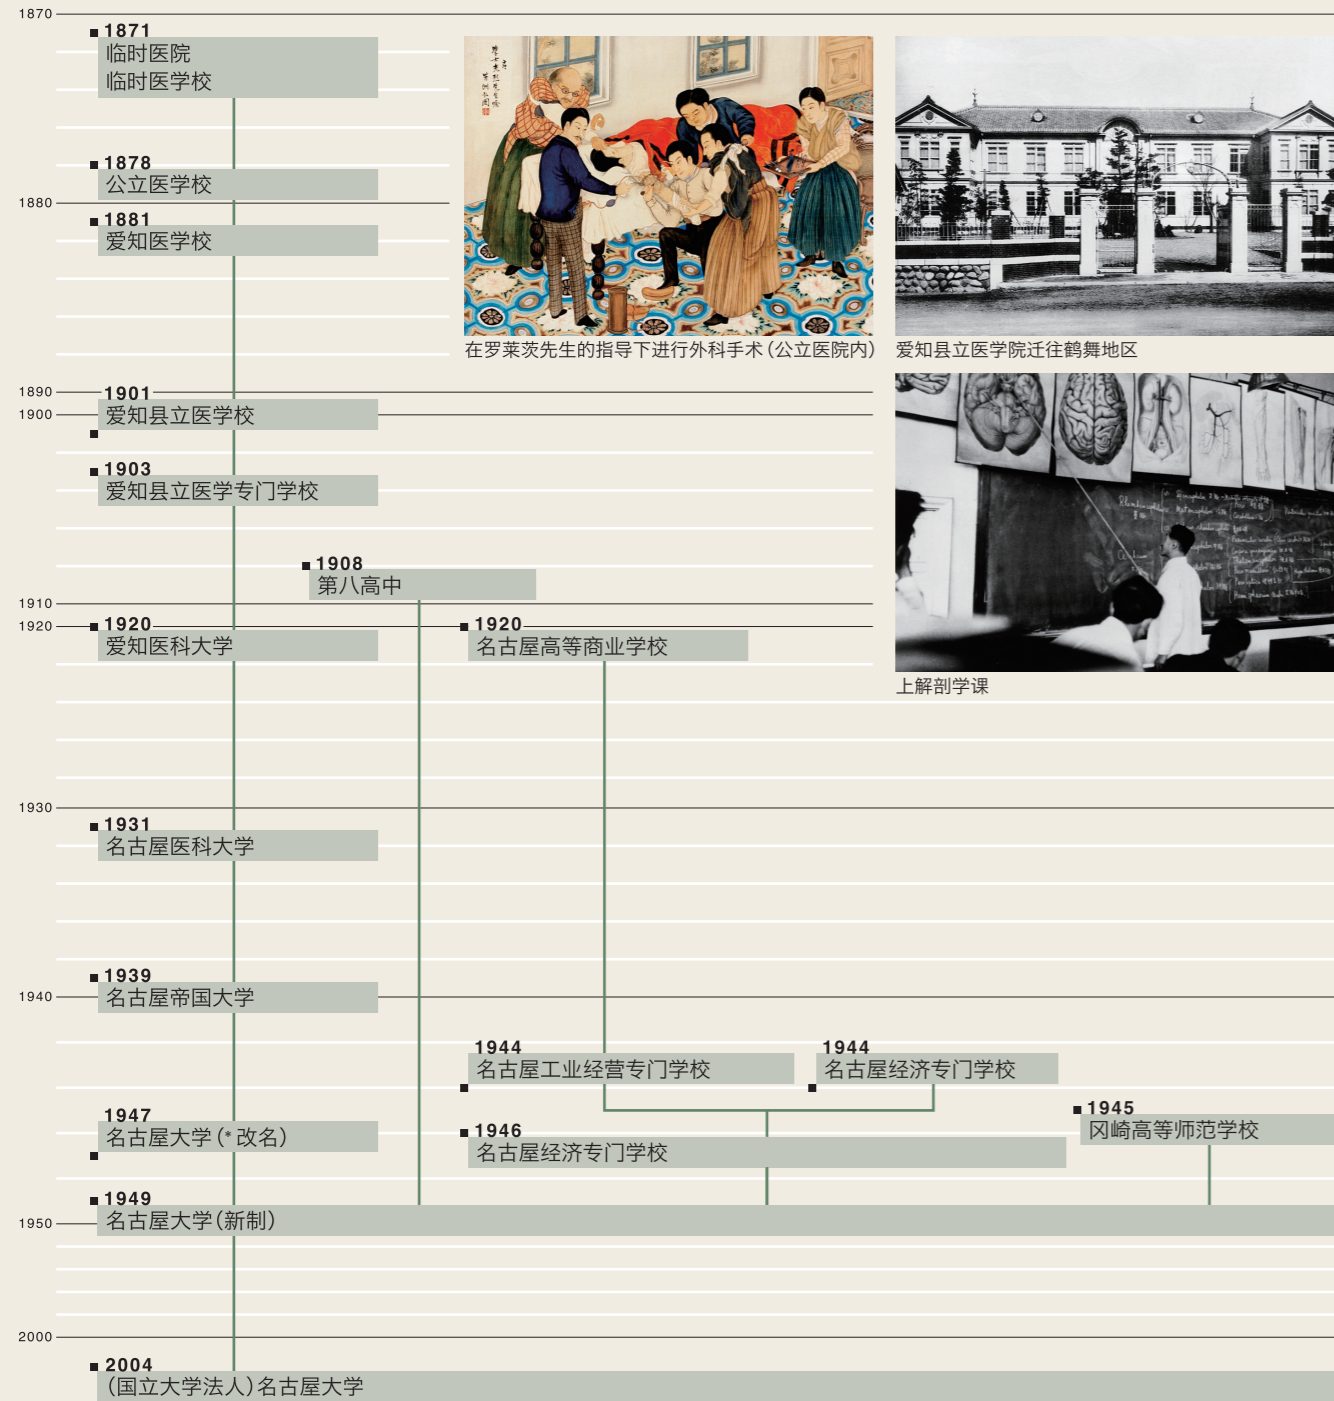 1870
1871
临时医院
临时医学校
1878
公立医学校
1880
1881
爱知医学校
在罗莱茨先生的指导下进行外科手术（公立医院内）
爱知县立医学院迁往鹤舞地区
1890
1901
1900
爱知县立医学校
1903
爱知县立医学专门学校
1908
第八高中
1910
1920
1920
爱知医科大学
1920
名古屋高等商业学校
上解剖学课
1930
1931
名古屋医科大学
1939
名古屋帝国大学
1940
1944
名古屋工业经营专门学校
1944
名古屋经济专门学校
1945
冈崎高等师范学校
1947
名古屋大学（*改名）
1946
名古屋经济专门学校
1949
名古屋大学（新制）
1950
2000
2004
（国立大学法人）名古屋大学